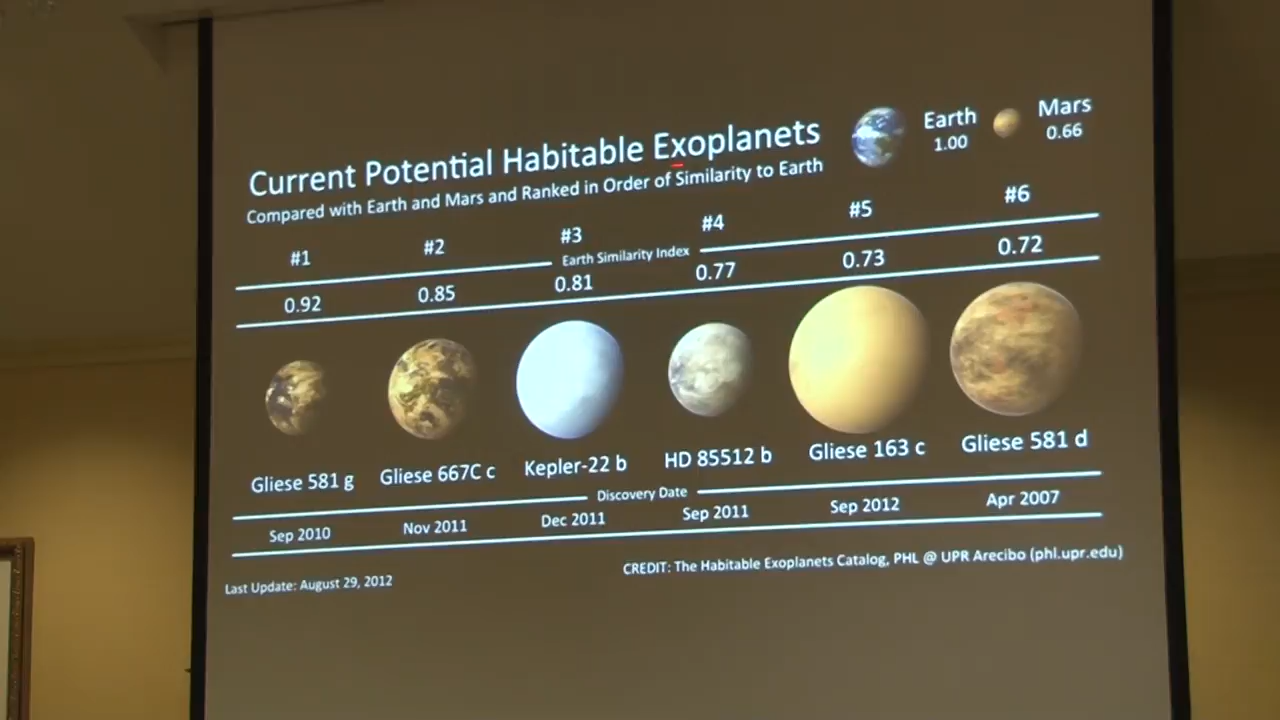 Current Potential Habitable Exoplanets
Compared with Earth and Mars and Ranked in Order of Similarity to Earth
Earth
1.00
Mars
0.66
#1 #2 #3 #4 #5 #6
Earth Similarity Index
0.92 0.85 0.81 0.77 0.73 0.72
Gliese 581 g Gliese 667C c Kepler-22 b HD 85512 b Gliese 163 c Gliese 581 d
Discovery Date
Sep 2010 Nov 2011 Dec 2011 Sep 2011 Sep 2012 Apr 2007
Last Update: August 29, 2012
CREDIT: The Habitable Exoplanets Catalog, PHL @ UPR Arecibo (phl.upr.edu)